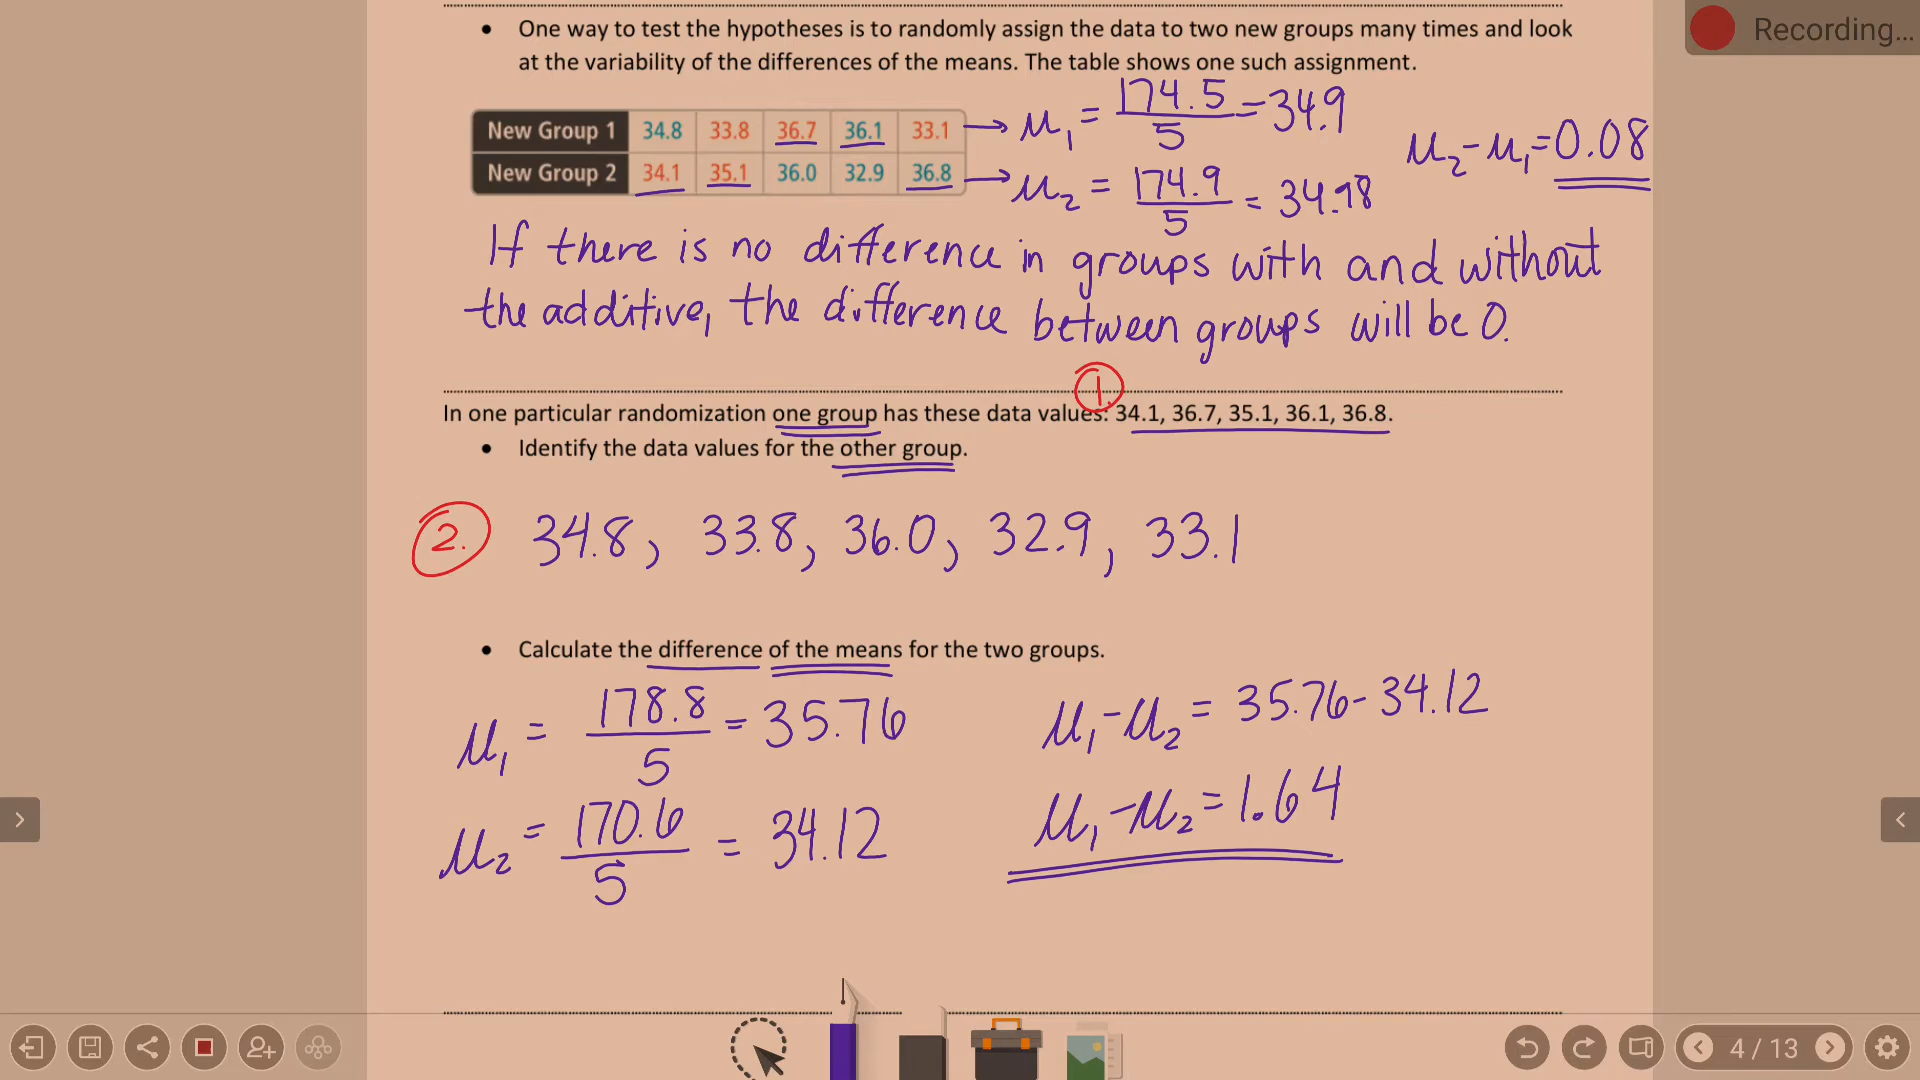 Recording...
• One way to test the hypotheses is to randomly assign the data to two new groups many times and look
at the variability of the differences of the means. The table shows one such assignment.
New Group 1 34.8 33.8 36.7 36.1 33.1
New Group 2 34.1 35.1 36.0 32.9 36.8
→ μ₁ = 174.5/5 = 34.9
→ μ₂ = 174.9/5 = 34.98
μ₂-μ₁=0.08
If there is no difference in groups with and without
the additive, the difference between groups will be 0.
1.
In one particular randomization one group has these data values: 34.1, 36.7, 35.1, 36.1, 36.8.
• Identify the data values for the other group.
2. 34.8, 33.8, 36.0, 32.9, 33.1
• Calculate the difference of the means for the two groups.
μ₁ = 178.8/5 = 35.76
μ₂ = 170.6/5 = 34.12
μ₁-μ₂ = 35.76-34.12
μ₁-μ₂ = 1.64
4 / 13